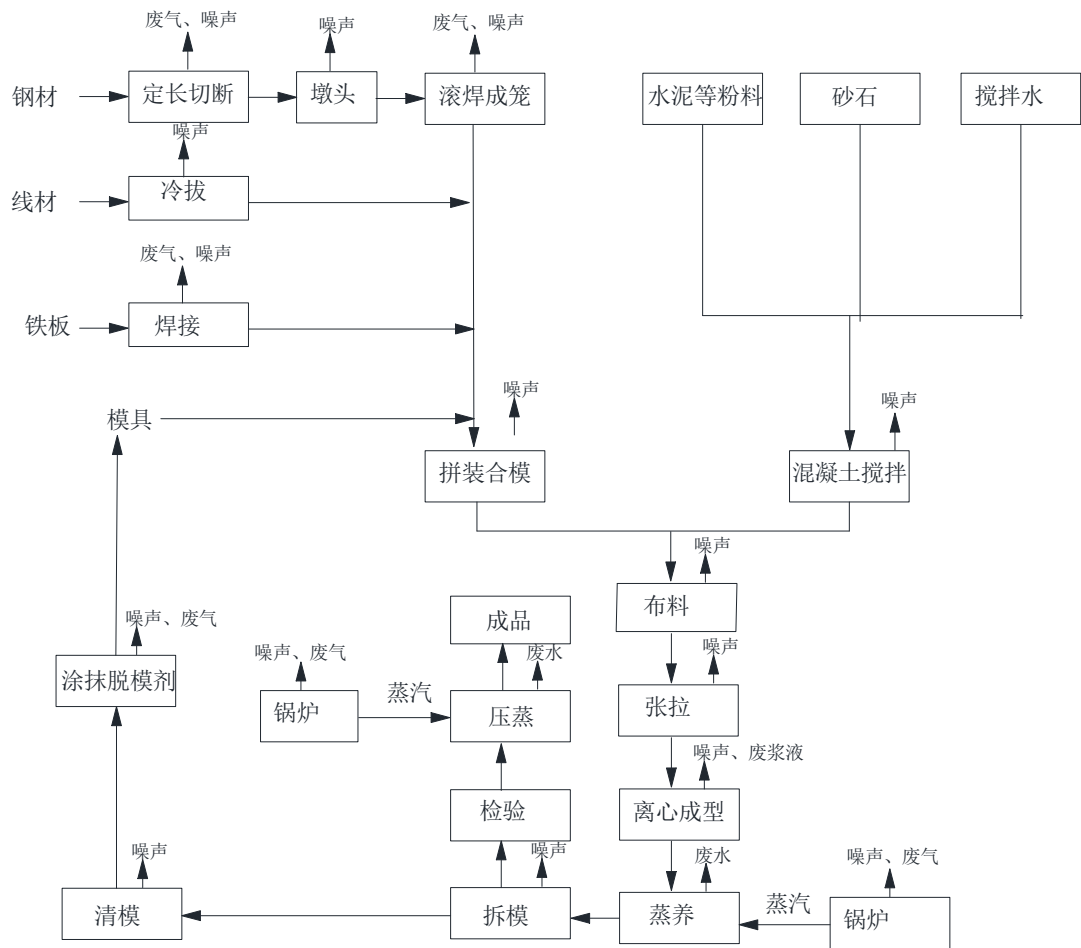 废气、噪声
噪声
废气、噪声
钢材
定长切断
墩头
滚焊成笼
水泥等粉料
砂石
搅拌水
噪声
线材
冷拔
废气、噪声
铁板
焊接
噪声
模具
噪声
拼装合模
混凝土搅拌
噪声
布料
噪声、废气
成品
噪声
涂抹脱模剂
噪声、废气
废水
锅炉
蒸汽
压蒸
张拉
噪声、废浆液
检验
离心成型
噪声
噪声
废水
噪声、废气
清模
拆模
蒸养
蒸汽
锅炉